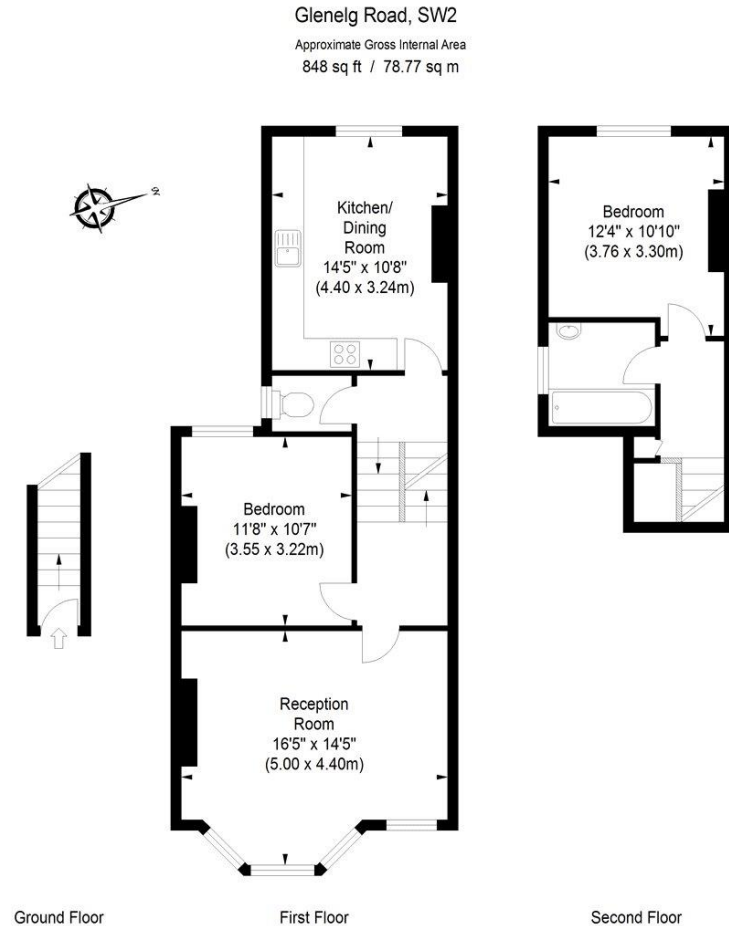 Glenelg Road, SW2
Approximate Gross Internal Area
848 sq ft / 78.77 sq m
N
Kitchen/
Dining
Room
14'5" x 10'8"
(4.40 x 3.24m)
Bedroom
12'4" x 10'10"
(3.76 x 3.30m)
Bedroom
11'8" x 10'7"
(3.55 x 3.22m)
Reception
Room
16'5" x 14'5"
(5.00 x 4.40m)
Ground Floor
First Floor
Second Floor